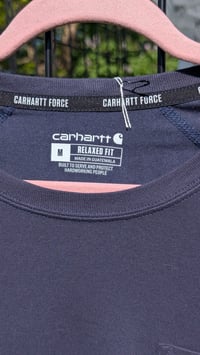 CARHARTT FORCE CARHARTT FORCE
carhartt
M RELAXED FIT
MADE IN GUATEMALA
BUILT TO SERVE AND PROTECT
HARDWORKING PEOPLE